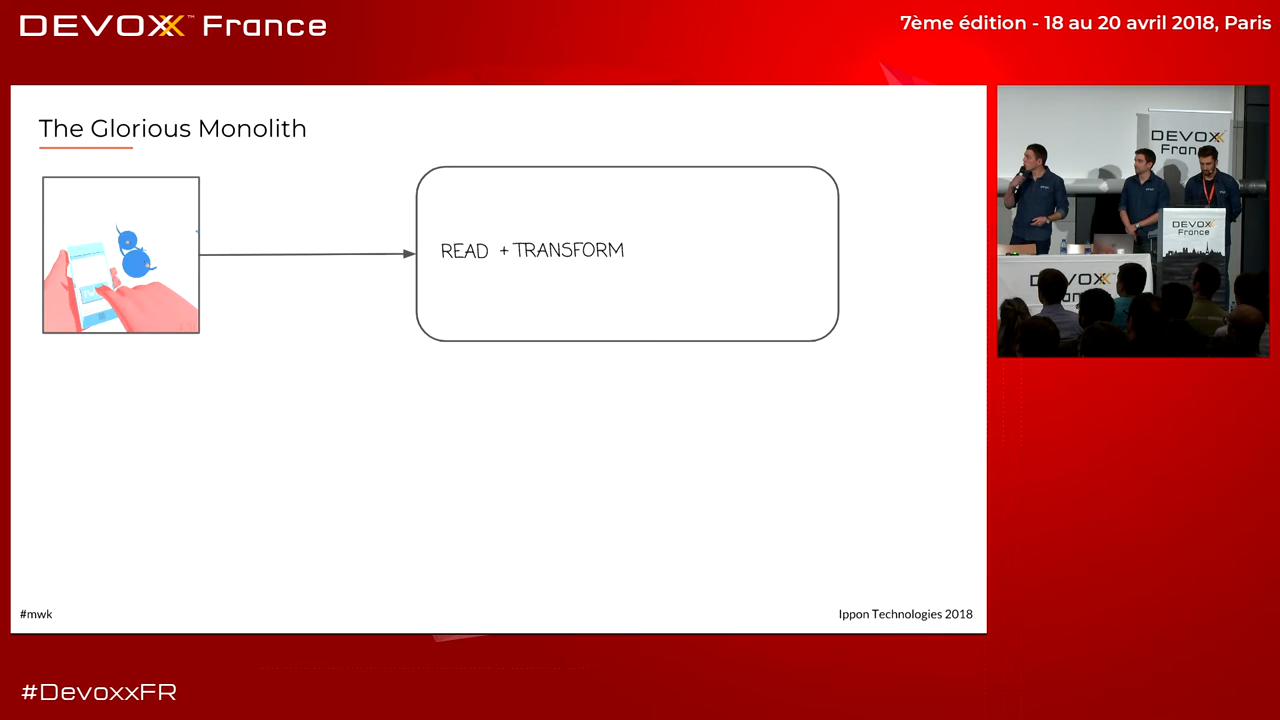 DEVOXX™ France
7ème édition - 18 au 20 avril 2018, Paris
The Glorious Monolith
READ + TRANSFORM
#mwk
Ippon Technologies 2018
#DevoxxFR
DEVOXX
France
DEVOXX
France
DEVOXX